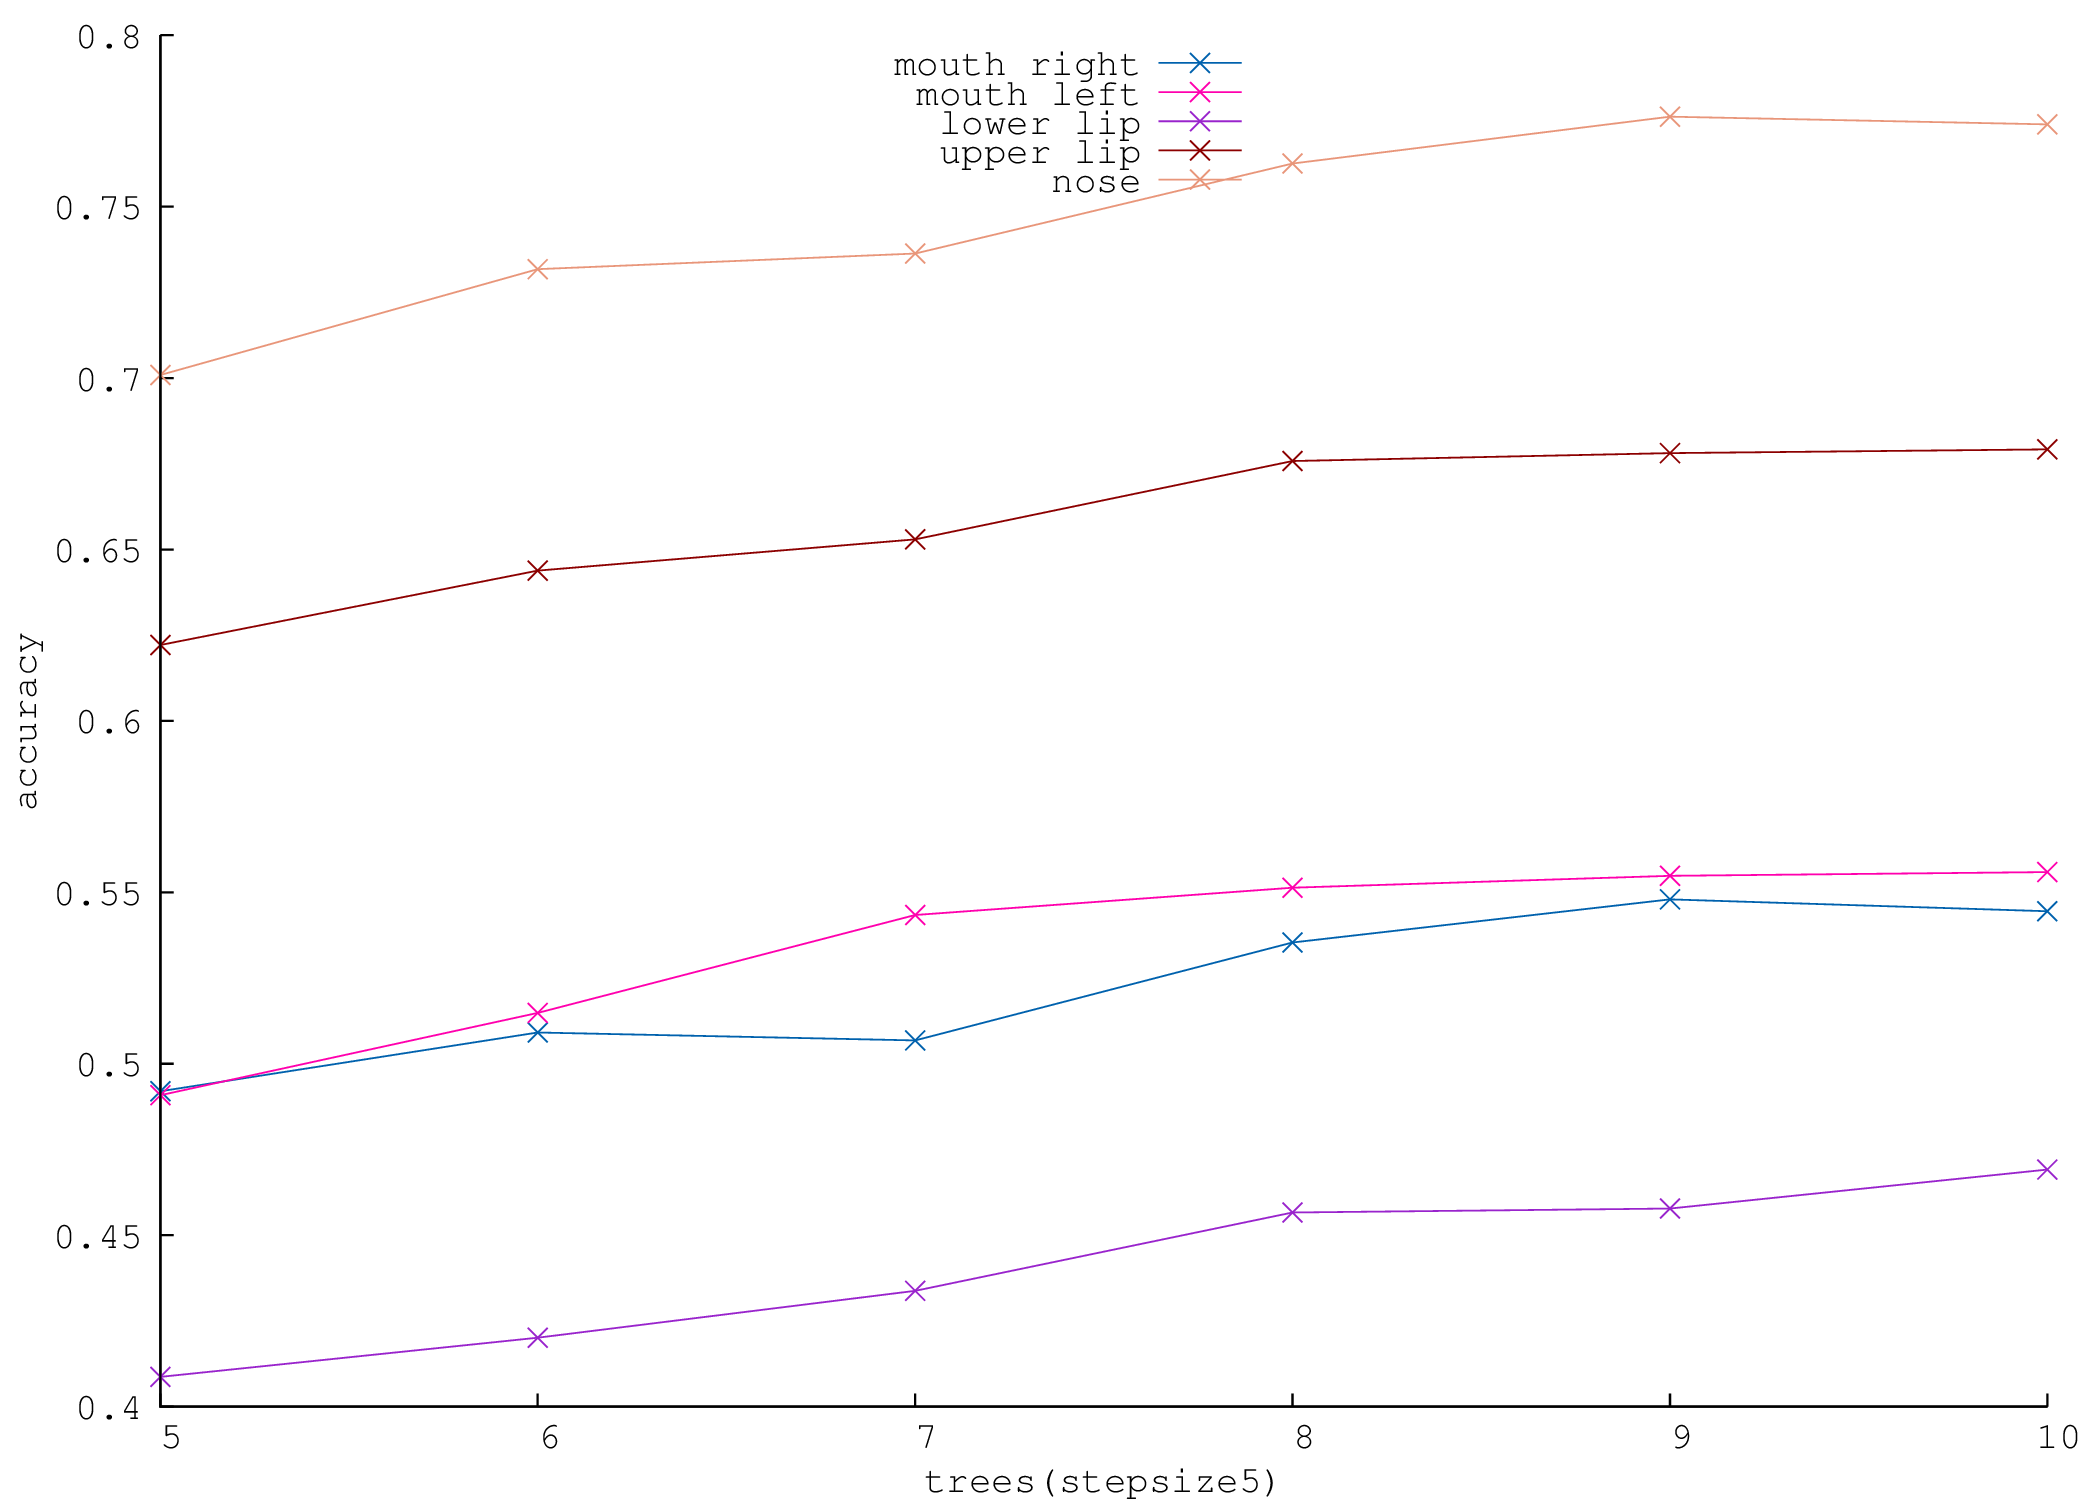 0.8
0.75
0.7
0.65
0.6
0.55
0.5
0.45
0.4
accuracy
mouth right
mouth left
lower lip
upper lip
nose
5 6 7 8 9 10
trees(stepsize5)